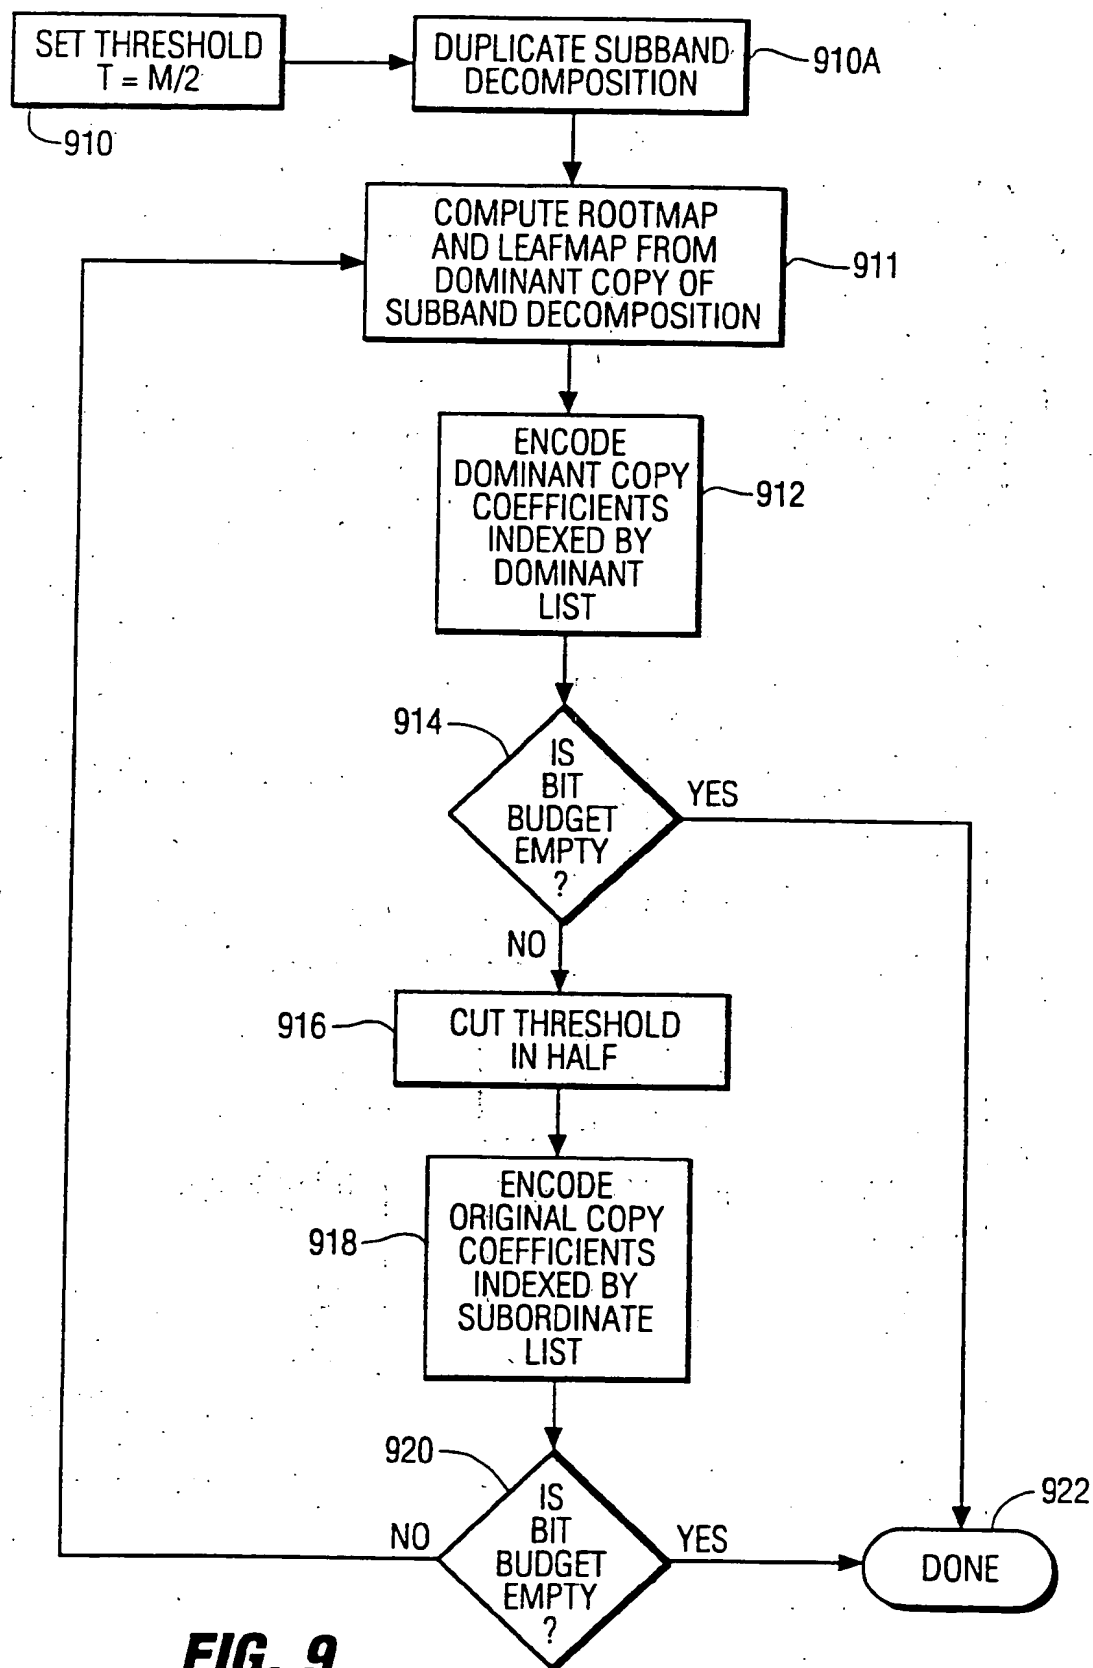 SET THRESHOLD
T = M/2
910
DUPLICATE SUBBAND
DECOMPOSITION
910A
COMPUTE ROOTMAP
AND LEAFMAP FROM
DOMINANT COPY OF
SUBBAND DECOMPOSITION
911
ENCODE
DOMINANT COPY
COEFFICIENTS
INDEXED BY
DOMINANT
LIST
912
914
IS
BIT
BUDGET
EMPTY
?
YES
NO
916
CUT THRESHOLD
IN HALF
918
ENCODE
ORIGINAL COPY
COEFFICIENTS
INDEXED BY
SUBORDINATE
LIST
920
IS
BIT
BUDGET
EMPTY
?
NO
YES
922
DONE
FIG. 9